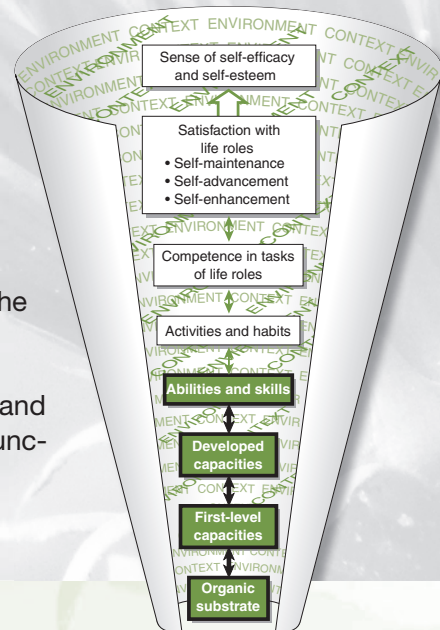 ENVIRONMENT CONTEXT ENVIRONMENT CONTEXT
Sense of self-efficacy
and self-esteem
Satisfaction with
life roles
• Self-maintenance
• Self-advancement
• Self-enhancement
Competence in tasks
of life roles
Activities and habits
Abilities and skills
Developed
capacities
First-level
capacities
Organic
substrate
he
and
unc-